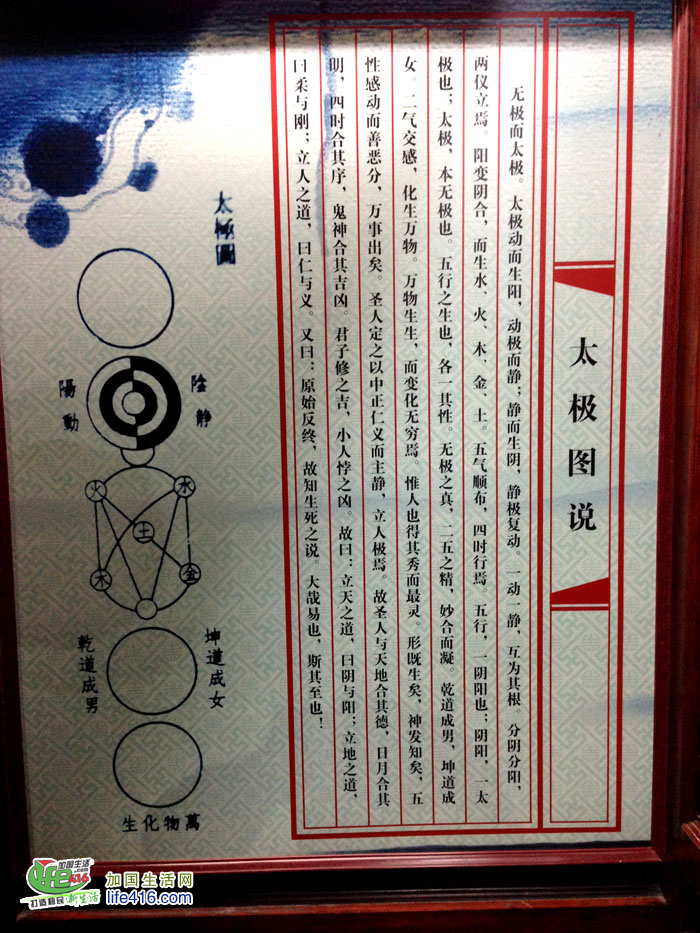 太极图说
无极而太极。太极动而生阳，动极而静；静而生阴，静极复动。一动一静，互为其根。分阴分阳，
两仪立焉。阳变阴合，而生水、火、木、金、土。五气顺布，四时行焉。五行，一阴阳也；阴阳，一太
极也；太极，本无极也。五行之生也，各一其性。无极之真，二五之精，妙合而凝。乾道成男，坤道成
女。二气交感，化生万物。万物生生，而变化无穷焉。惟人也得其秀而最灵。形既生矣，神发知矣，五
性感动而善恶分，万事出矣。圣人定之以中正仁义而主静，立人极焉。故圣人与天地合其德，日月合其
明，四时合其序，鬼神合其吉凶。君子修之吉，小人悖之凶。故曰：立天之道，曰阴与阳；立地之道，
曰柔与刚；立人之道，曰仁与义。又曰：原始反终，故知生死之说。大哉易也，斯其至也！
太極圖
陰静
陽動
水
火
土
金
木
坤道成女
乾道成男
萬物化生
加国生活.com
life416
打造移民新生活
加国生活网
life416.com